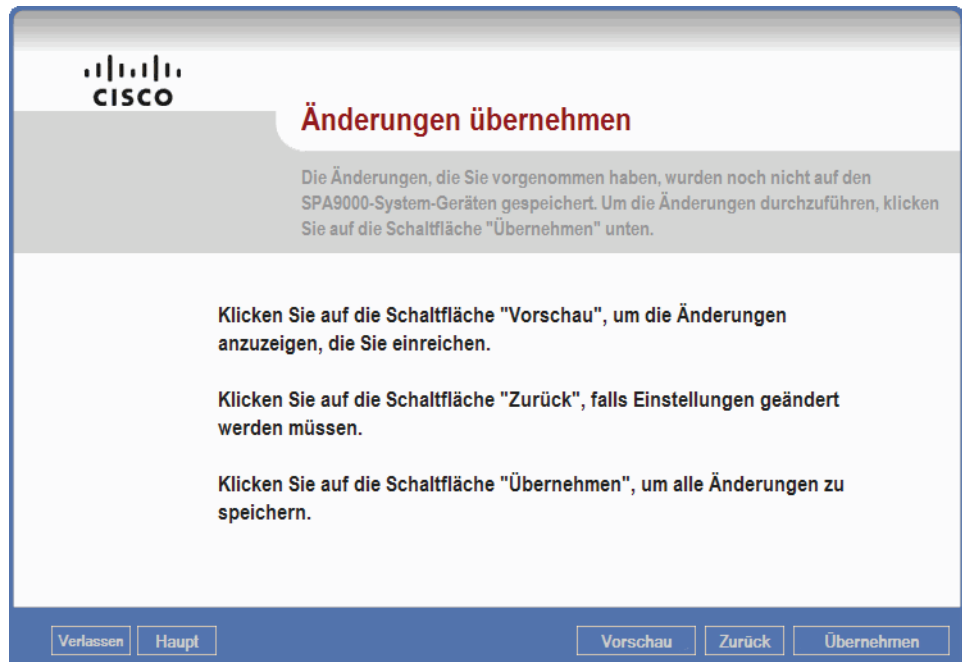 CISCO
Änderungen übernehmen
Die Änderungen, die Sie vorgenommen haben, wurden noch nicht auf den
SPA9000-System-Geräten gespeichert. Um die Änderungen durchzuführen, klicken
Sie auf die Schaltfläche "Übernehmen" unten.
Klicken Sie auf die Schaltfläche "Vorschau", um die Änderungen
anzuzeigen, die Sie einreichen.
Klicken Sie auf die Schaltfläche "Zurück", falls Einstellungen geändert
werden müssen.
Klicken Sie auf die Schaltfläche "Übernehmen", um alle Änderungen zu
speichern.
Verlassen Haupt Vorschau Zurück Übernehmen